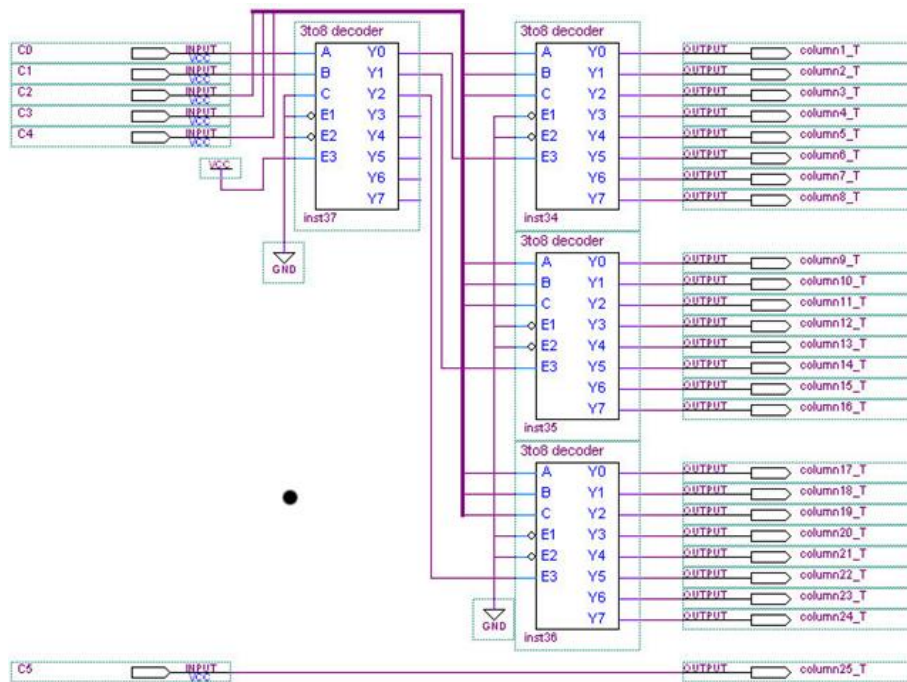 3to8 decoder 3to8 decoder
C0 INPUT VCC A Y0 A Y0 OUTPUT column1_T
C1 INPUT VCC B Y1 B Y1 OUTPUT column2_T
C2 INPUT VCC C Y2 C Y2 OUTPUT column3_T
C3 INPUT VCC E1 Y3 E1 Y3 OUTPUT column4_T
C4 INPUT VCC E2 Y4 E2 Y4 OUTPUT column5_T
VCC E3 Y5 E3 Y5 OUTPUT column6_T
Y6 Y6 OUTPUT column7_T
Y7 Y7 OUTPUT column8_T
inst37 inst34
3to8 decoder
GND A Y0 OUTPUT column9_T
B Y1 OUTPUT column10_T
C Y2 OUTPUT column11_T
E1 Y3 OUTPUT column12_T
E2 Y4 OUTPUT column13_T
E3 Y5 OUTPUT column14_T
Y6 OUTPUT column15_T
Y7 OUTPUT column16_T
inst35
3to8 decoder
A Y0 OUTPUT column17_T
B Y1 OUTPUT column18_T
C Y2 OUTPUT column19_T
E1 Y3 OUTPUT column20_T
E2 Y4 OUTPUT column21_T
E3 Y5 OUTPUT column22_T
Y6 OUTPUT column23_T
GND Y7 OUTPUT column24_T
inst36
C5 INPUT VCC OUTPUT column25_T